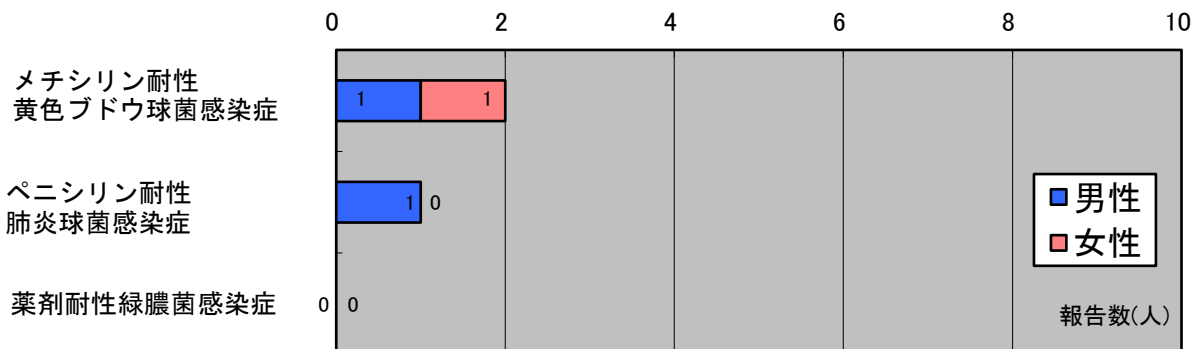 0 2 4 6 8 10
メチシリン耐性
黄色ブドウ球菌感染症
1 1
ペニシリン耐性
肺炎球菌感染症
1 0
男性
女性
薬剤耐性緑膿菌感染症
0 0
報告数(人)